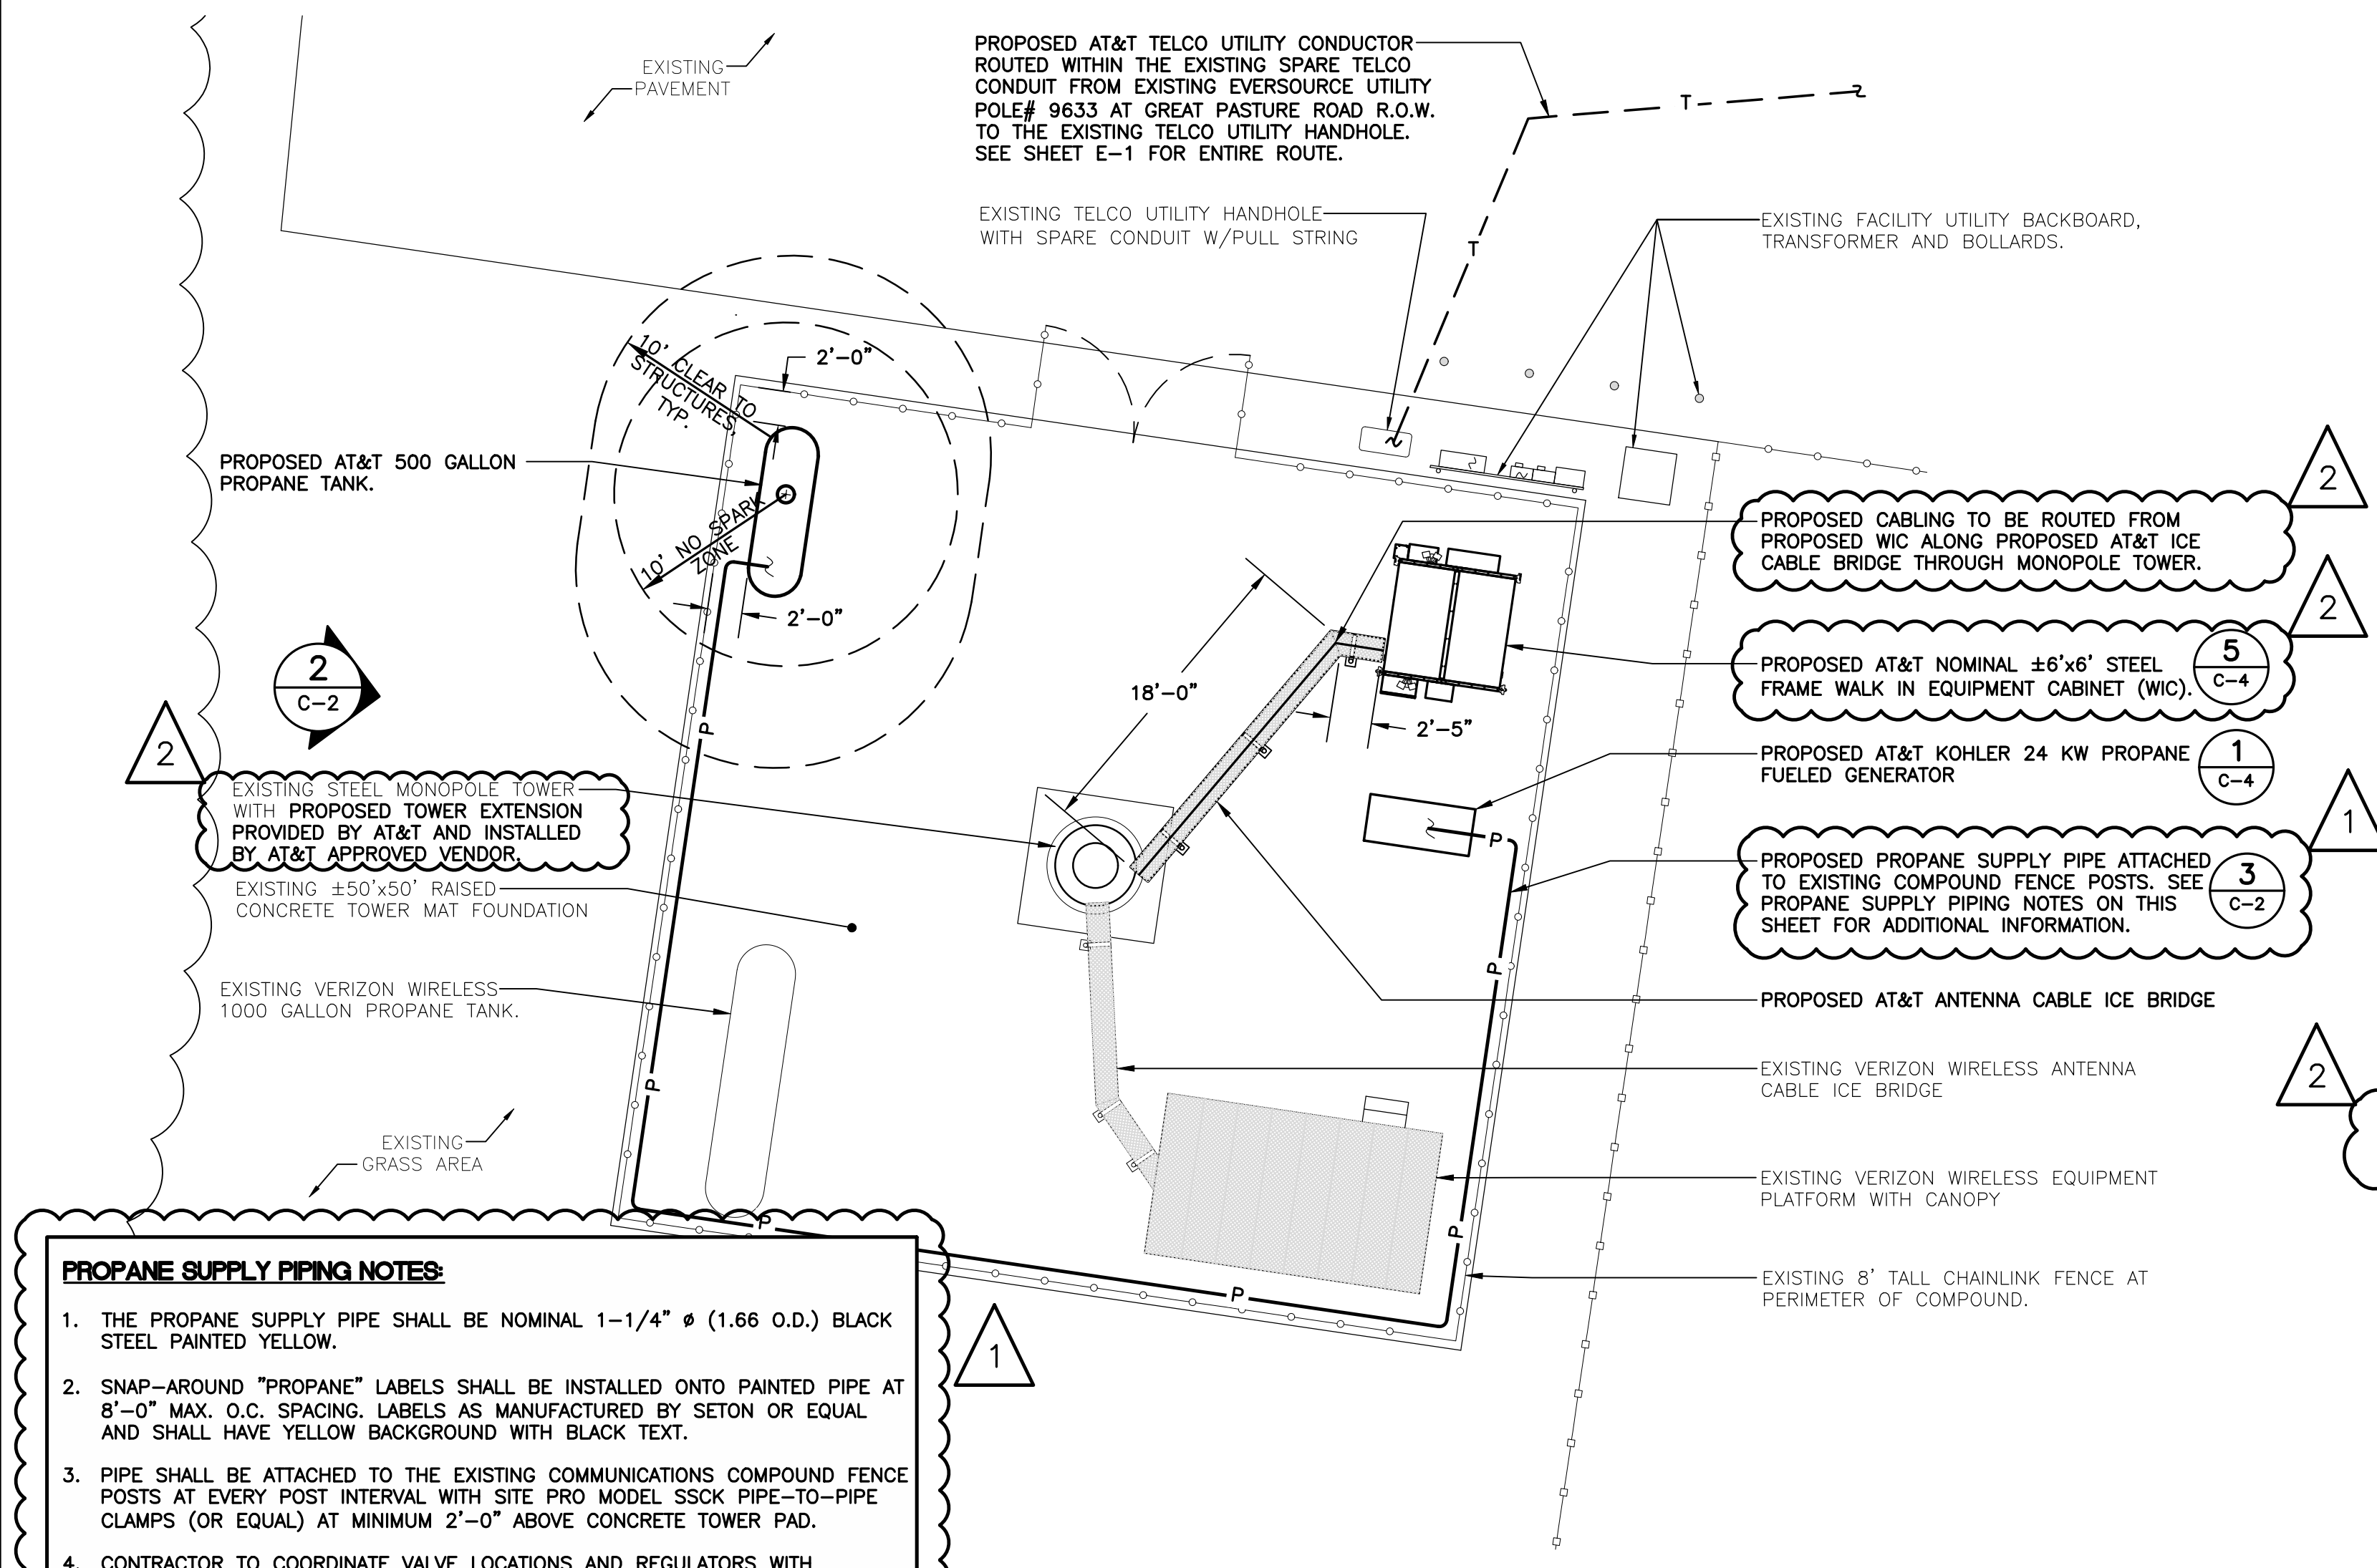 EXISTING
PAVEMENT
PROPOSED AT&T TELCO UTILITY CONDUCTOR
ROUTED WITHIN THE EXISTING SPARE TELCO
CONDUIT FROM EXISTING EVERSOURCE UTILITY
POLE# 9633 AT GREAT PASTURE ROAD R.O.W.
TO THE EXISTING TELCO UTILITY HANDHOLE.
SEE SHEET E-1 FOR ENTIRE ROUTE.
T
T
EXISTING TELCO UTILITY HANDHOLE
WITH SPARE CONDUIT W/PULL STRING
EXISTING FACILITY UTILITY BACKBOARD,
TRANSFORMER AND BOLLARDS.
10' CLEAR TO
STRUCTURES,
TYP.
2'-0"
PROPOSED AT&T 500 GALLON
PROPANE TANK.
10' NO SPARK
ZONE
2'-0"
2
PROPOSED CABLING TO BE ROUTED FROM
PROPOSED WIC ALONG PROPOSED AT&T ICE
CABLE BRIDGE THROUGH MONOPOLE TOWER.
2
PROPOSED AT&T NOMINAL ±6'x6' STEEL
FRAME WALK IN EQUIPMENT CABINET (WIC).
5
C-4
2
C-2
18'-0"
2'-5"
P
PROPOSED AT&T KOHLER 24 KW PROPANE
FUELED GENERATOR
1
C-4
2
EXISTING STEEL MONOPOLE TOWER
WITH PROPOSED TOWER EXTENSION
PROVIDED BY AT&T AND INSTALLED
BY AT&T APPROVED VENDOR.
P
1
PROPOSED PROPANE SUPPLY PIPE ATTACHED
TO EXISTING COMPOUND FENCE POSTS. SEE
PROPANE SUPPLY PIPING NOTES ON THIS
SHEET FOR ADDITIONAL INFORMATION.
3
C-2
EXISTING ±50'x50' RAISED
CONCRETE TOWER MAT FOUNDATION
P
EXISTING VERIZON WIRELESS
1000 GALLON PROPANE TANK.
PROPOSED AT&T ANTENNA CABLE ICE BRIDGE
P
EXISTING VERIZON WIRELESS ANTENNA
CABLE ICE BRIDGE
2
EXISTING
GRASS AREA
EXISTING VERIZON WIRELESS EQUIPMENT
PLATFORM WITH CANOPY
P
P
P
EXISTING 8' TALL CHAINLINK FENCE AT
PERIMETER OF COMPOUND.
1
PROPANE SUPPLY PIPING NOTES:
1. THE PROPANE SUPPLY PIPE SHALL BE NOMINAL 1-1/4" ø (1.66 O.D.) BLACK
STEEL PAINTED YELLOW.
2. SNAP-AROUND "PROPANE" LABELS SHALL BE INSTALLED ONTO PAINTED PIPE AT
8'-0" MAX. O.C. SPACING. LABELS AS MANUFACTURED BY SETON OR EQUAL
AND SHALL HAVE YELLOW BACKGROUND WITH BLACK TEXT.
3. PIPE SHALL BE ATTACHED TO THE EXISTING COMMUNICATIONS COMPOUND FENCE
POSTS AT EVERY POST INTERVAL WITH SITE PRO MODEL SSCK PIPE-TO-PIPE
CLAMPS (OR EQUAL) AT MINIMUM 2'-0" ABOVE CONCRETE TOWER PAD.
4. CONTRACTOR TO COORDINATE VALVE LOCATIONS AND REGULATORS WITH